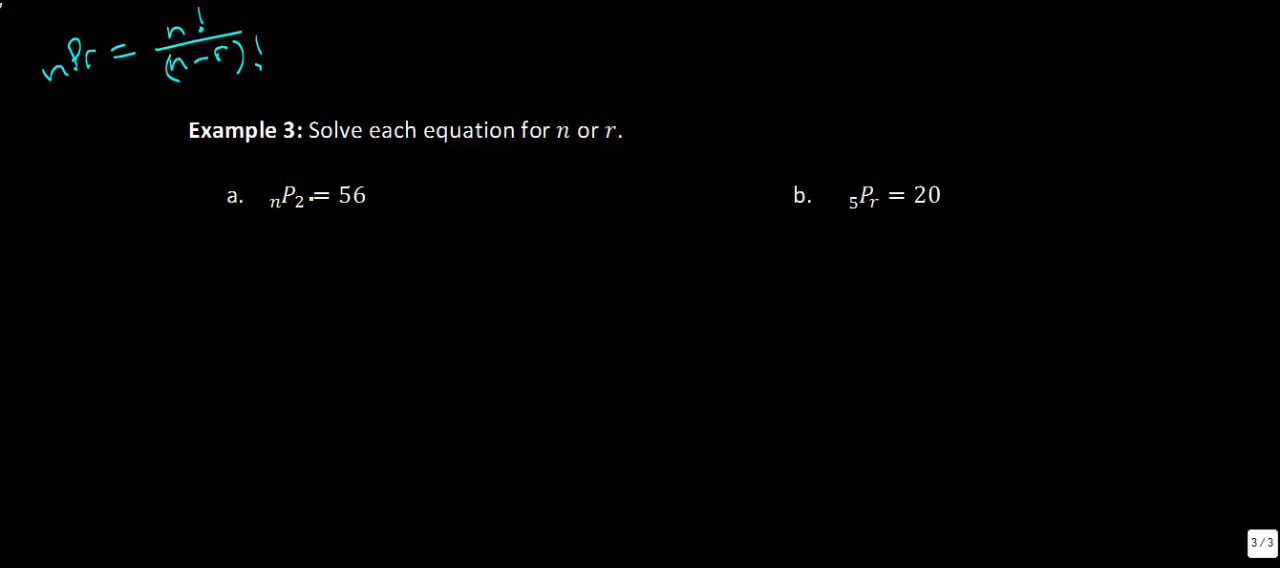 nPr = n! / (n-r)!
Example 3: Solve each equation for n or r.
a. ₙP₂ = 56
b. ₅Pᵣ = 20
3 / 3